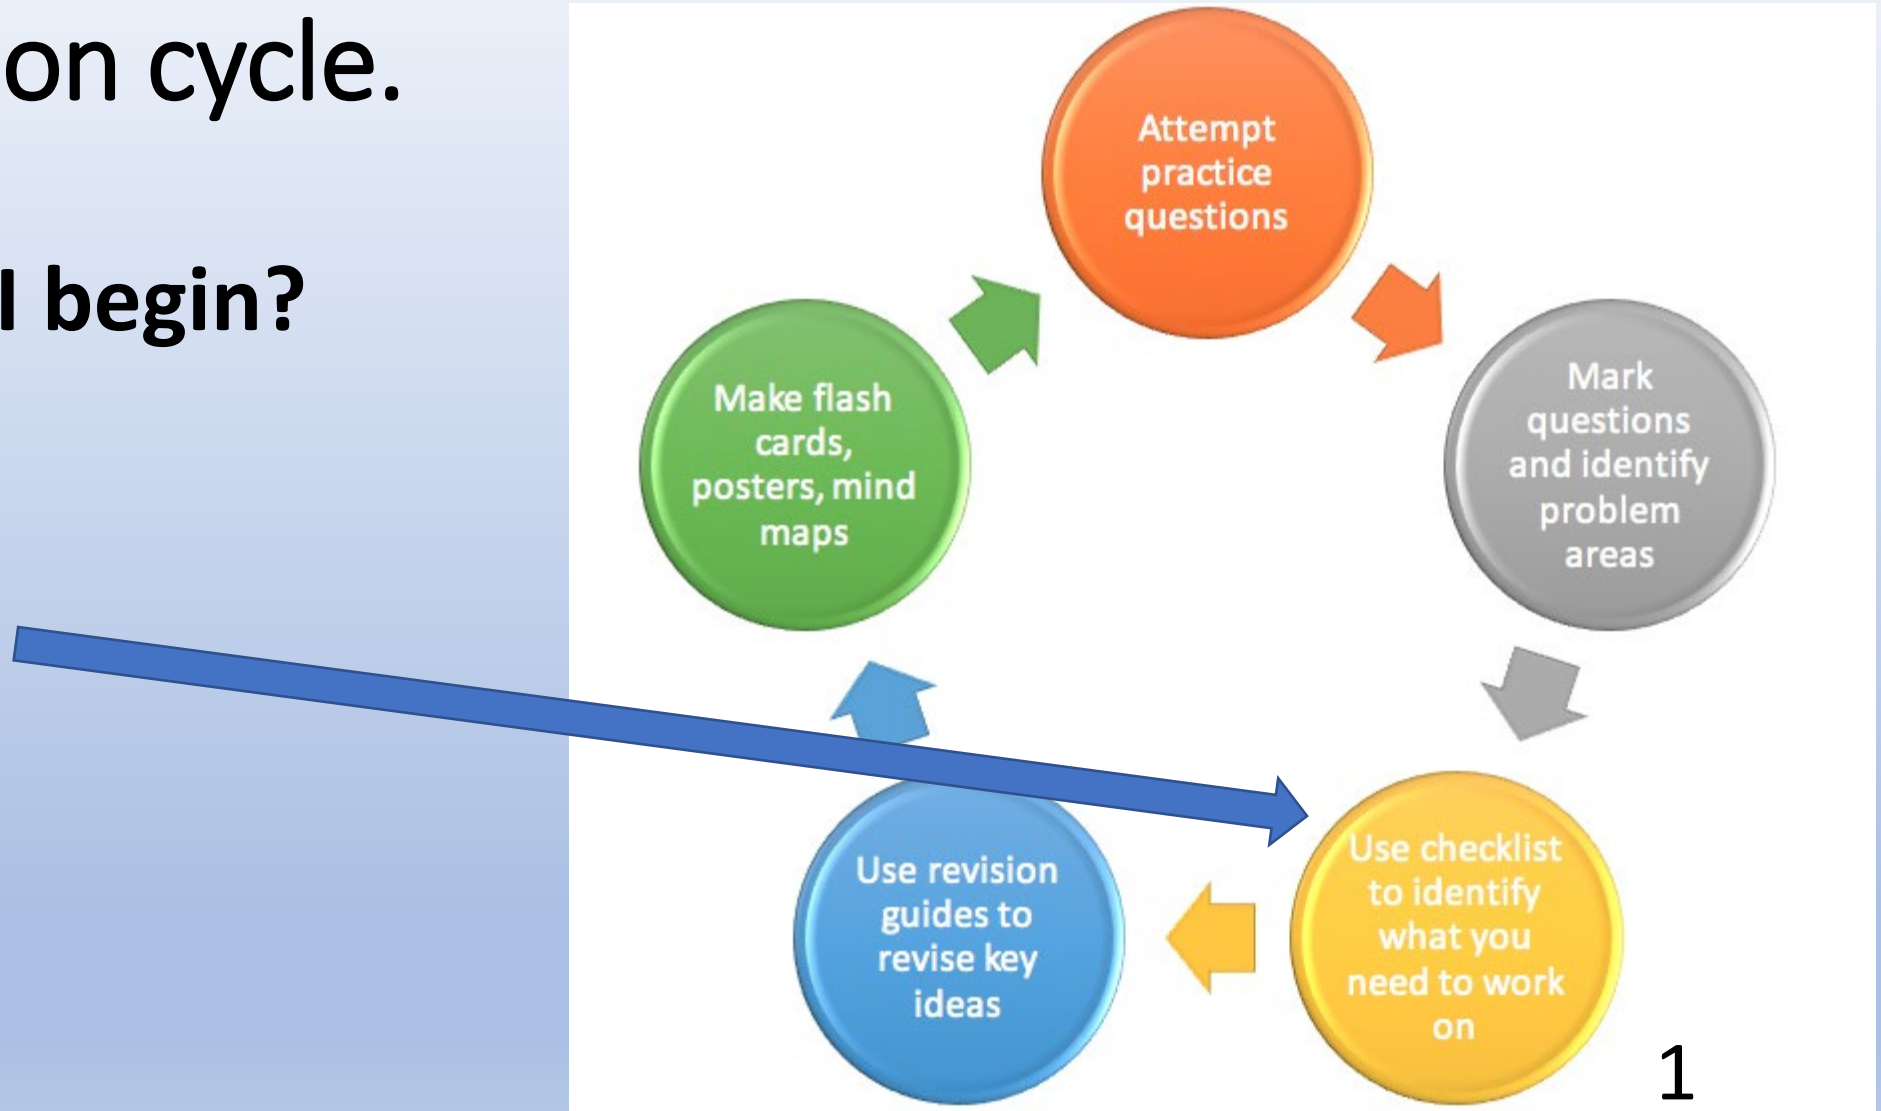 on cycle.
I begin?
Attempt
practice
questions
Mark
questions
and identify
problem
areas
Use checklist
to identify
what you
need to work
on
1
Use revision
guides to
revise key
ideas
Make flash
cards,
posters, mind
maps